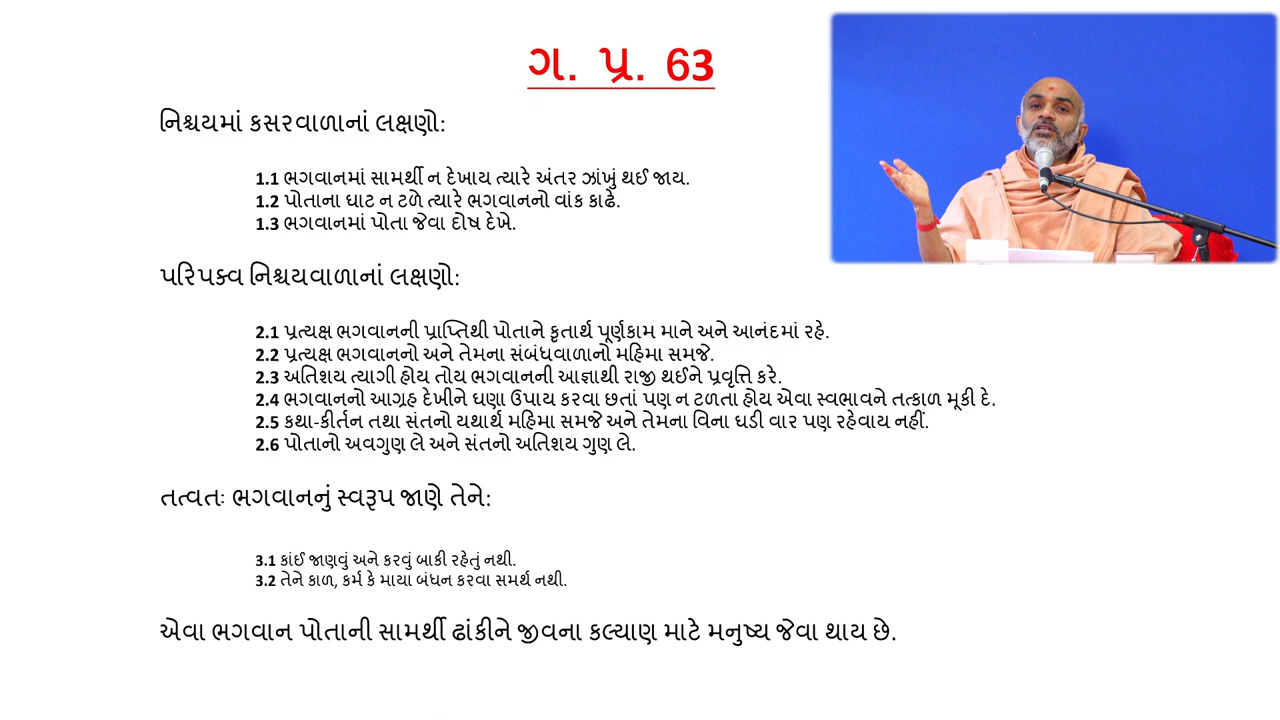 ગ. પ્ર. 63
નિશ્ચયમાં કસરવાળાનાં લક્ષણો:
1.1 ભગવાનમાં સામર્થી ન દેખાય ત્યારે અંતર ઝાંખું થઈ જાય.
1.2 પોતાના ઘાટ ન ટળે ત્યારે ભગવાનનો વાંક કાઢે.
1.3 ભગવાનમાં પોતા જેવા દોષ દેખે.
પરિપક્વ નિશ્ચયવાળાનાં લક્ષણો:
2.1 પ્રત્યક્ષ ભગવાનની પ્રાપ્તિથી પોતાને કૃતાર્થ પૂર્ણકામ માને અને આનંદમાં રહે.
2.2 પ્રત્યક્ષ ભગવાનનો અને તેમના સંબંધવાળાનો મહિમા સમજે.
2.3 અતિશય ત્યાગી હોય તોય ભગવાનની આજ્ઞાથી રાજી થઈને પ્રવૃત્તિ કરે.
2.4 ભગવાનનો આગ્રહ દેખીને ઘણા ઉપાય કરવા છતાં પણ ન ટળતા હોય એવા સ્વભાવને તત્કાળ મૂકી દે.
2.5 કથા-કીર્તન તથા સંતનો યથાર્થ મહિમા સમજે અને તેમના વિના ઘડી વાર પણ રહેવાય નહીં.
2.6 પોતાનો અવગુણ લે અને સંતનો અતિશય ગુણ લે.
તત્વતઃ ભગવાનનું સ્વરૂપ જાણે તેને:
3.1 કાંઈ જાણવું અને કરવું બાકી રહેતું નથી.
3.2 તેને કાળ, કર્મ કે માયા બંધન કરવા સમર્થ નથી.
એવા ભગવાન પોતાની સામર્થી ઢાંકીને જીવના કલ્યાણ માટે મનુષ્ય જેવા થાય છે.